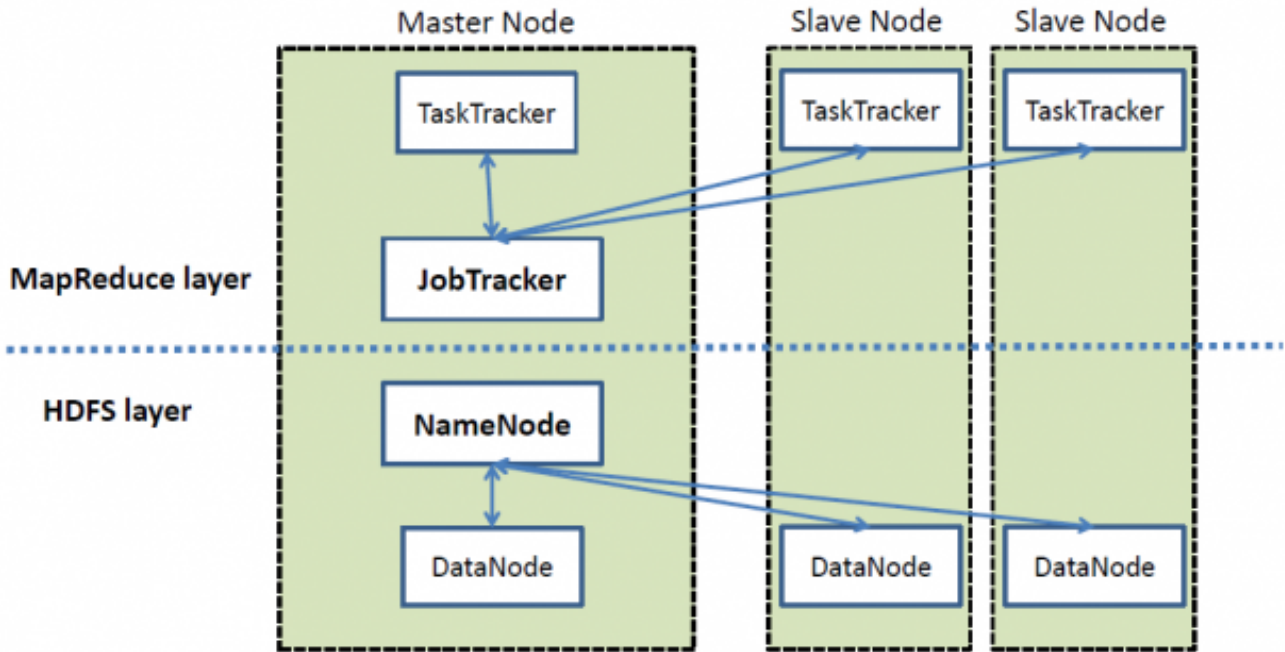 Master Node
Slave Node
Slave Node
TaskTracker
TaskTracker
TaskTracker
MapReduce layer
JobTracker
HDFS layer
NameNode
DataNode
DataNode
DataNode